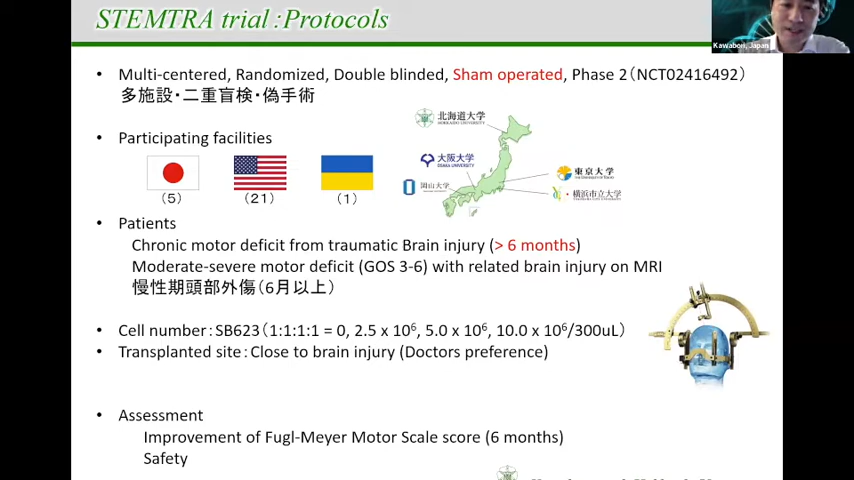 STEMTRA trial :Protocols
Kawabori, Japan
• Multi-centered, Randomized, Double blinded, Sham operated, Phase 2(NCT02416492)
多施設・二重盲検・偽手術
• Participating facilities
北海道大学
HOKKAIDO UNIVERSITY
大阪大学
OSAKA UNIVERSITY
東京大学
岡山大学
横浜市立大学
(5) (21) (1)
• Patients
Chronic motor deficit from traumatic Brain injury (> 6 months)
Moderate-severe motor deficit (GOS 3-6) with related brain injury on MRI
慢性期頭部外傷(6月以上)
• Cell number:SB623(1:1:1:1 = 0, 2.5 x 10⁶, 5.0 x 10⁶, 10.0 x 10⁶/300uL)
• Transplanted site:Close to brain injury (Doctors preference)
• Assessment
Improvement of Fugl-Meyer Motor Scale score (6 months)
Safety